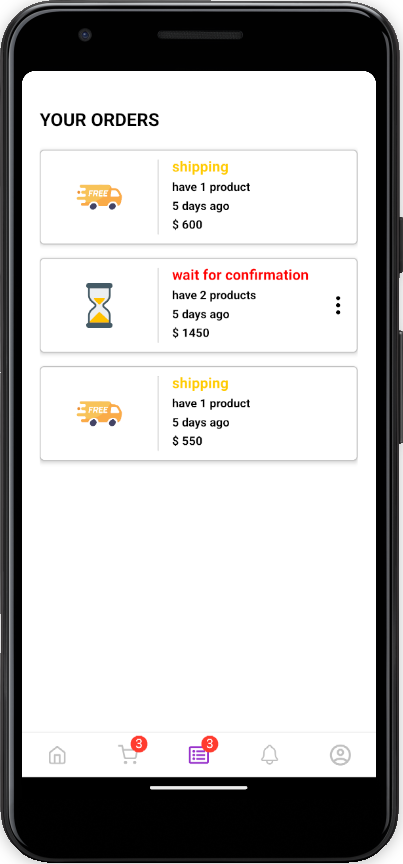 YOUR ORDERS
FREE
shipping
have 1 product
5 days ago
$ 600
wait for confirmation
have 2 products
5 days ago
$ 1450
FREE
shipping
have 1 product
5 days ago
$ 550
3
3